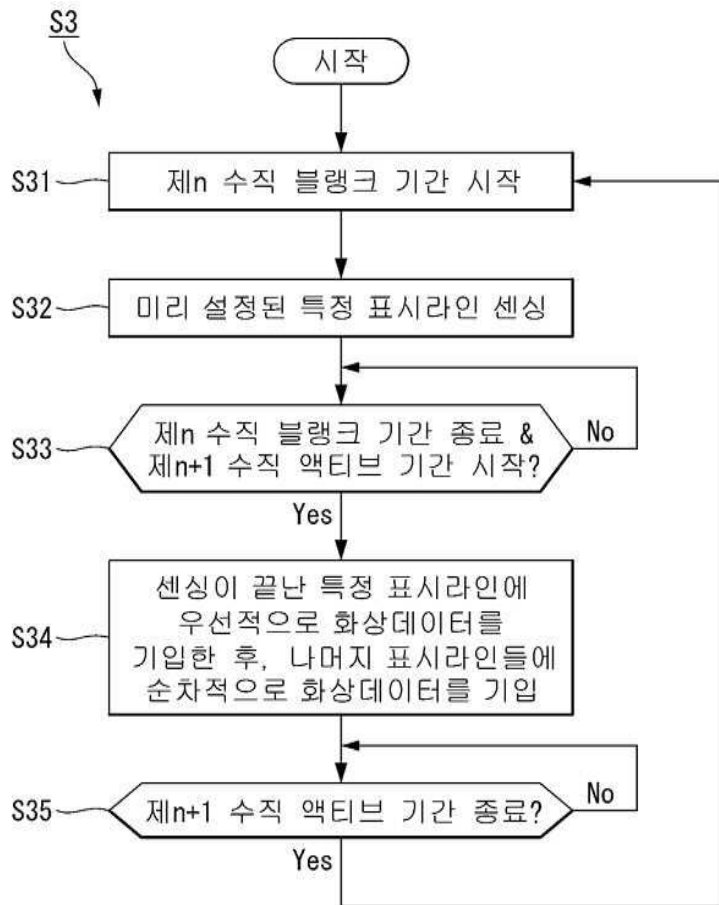 S3
시작
S31
제n 수직 블랭크 기간 시작
S32
미리 설정된 특정 표시라인 센싱
S33
제n 수직 블랭크 기간 종료 &
제n+1 수직 액티브 기간 시작?
No
Yes
S34
센싱이 끝난 특정 표시라인에
우선적으로 화상데이터를
기입한 후, 나머지 표시라인들에
순차적으로 화상데이터를 기입
S35
제n+1 수직 액티브 기간 종료?
No
Yes